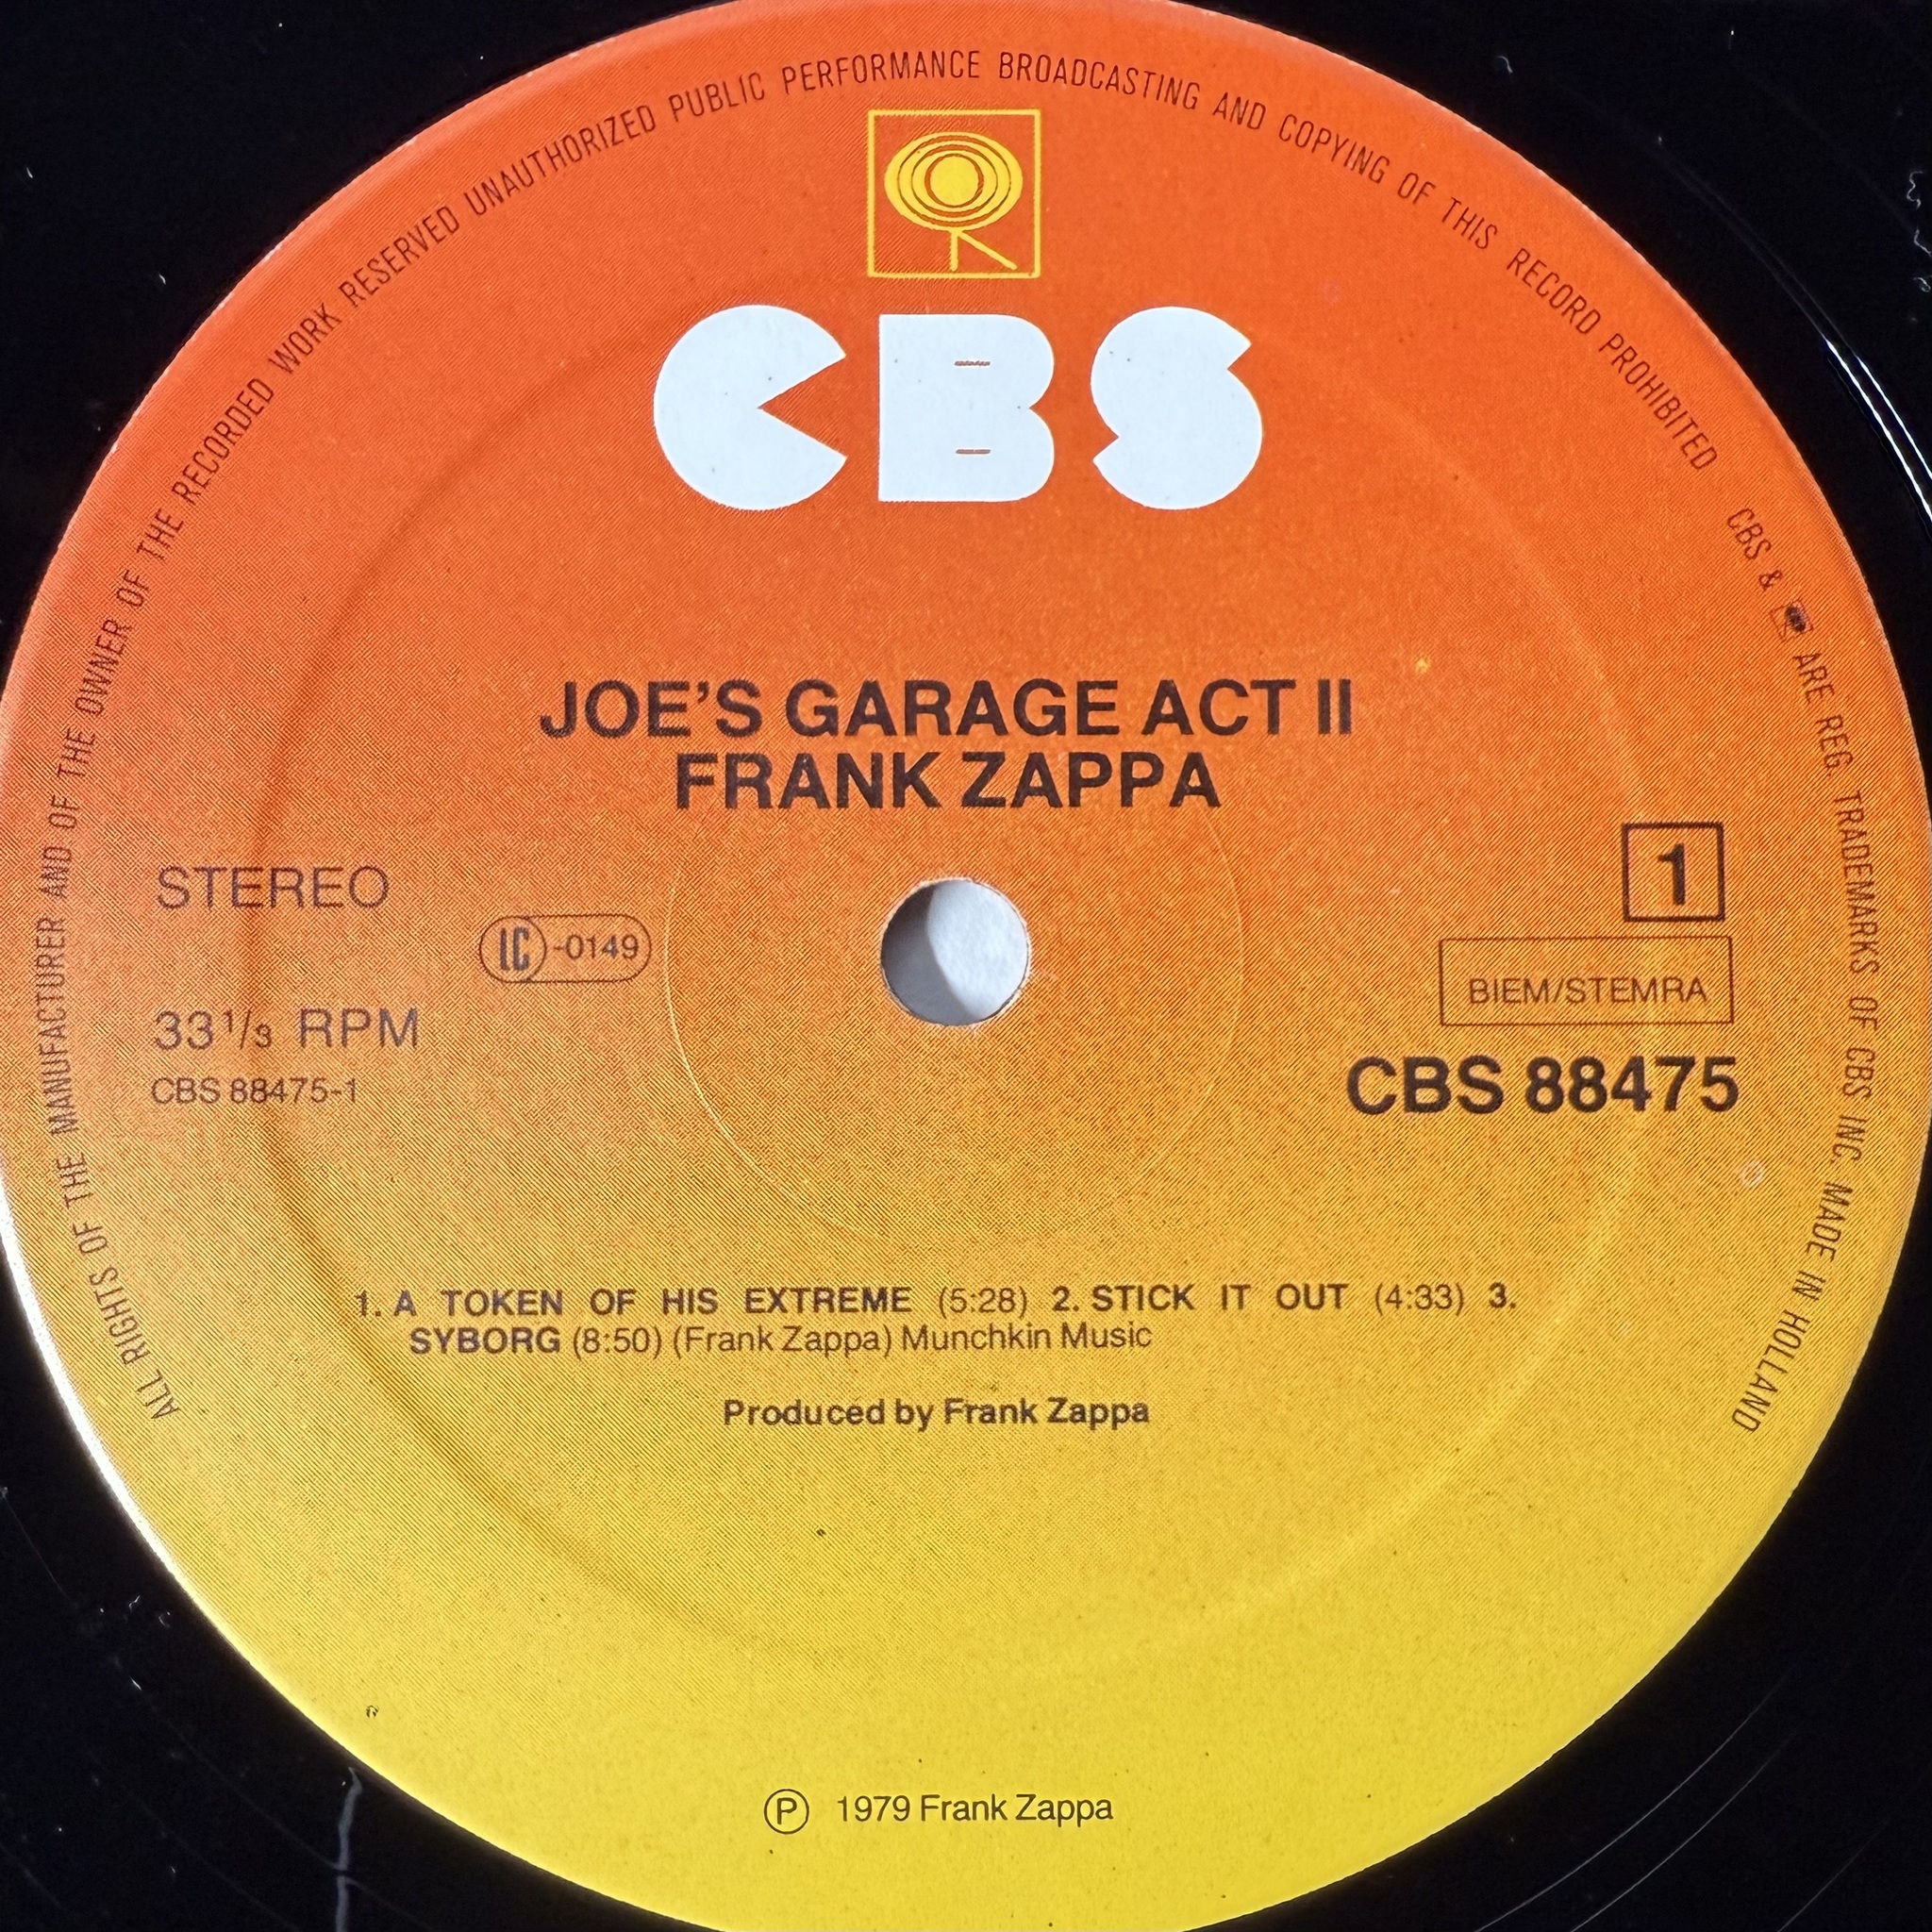 ALL RIGHTS OF THE MANUFACTURER AND OF THE OWNER OF THE RECORDED WORK RESERVED UNAUTHORIZED PUBLIC PERFORMANCE BROADCASTING AND COPYING OF THIS RECORD PROHIBITED CBS & ARE REG. TRADEMARKS OF CBS INC. MADE IN HOLLAND
CBS
JOE'S GARAGE ACT II
FRANK ZAPPA
STEREO
LC-0149
33 1/3 RPM
CBS 88475-1
1
BIEM/STEMRA
CBS 88475
1. A TOKEN OF HIS EXTREME (5:28) 2. STICK IT OUT (4:33) 3.
SYBORG (8:50) (Frank Zappa) Munchkin Music
Produced by Frank Zappa
Ⓟ 1979 Frank Zappa